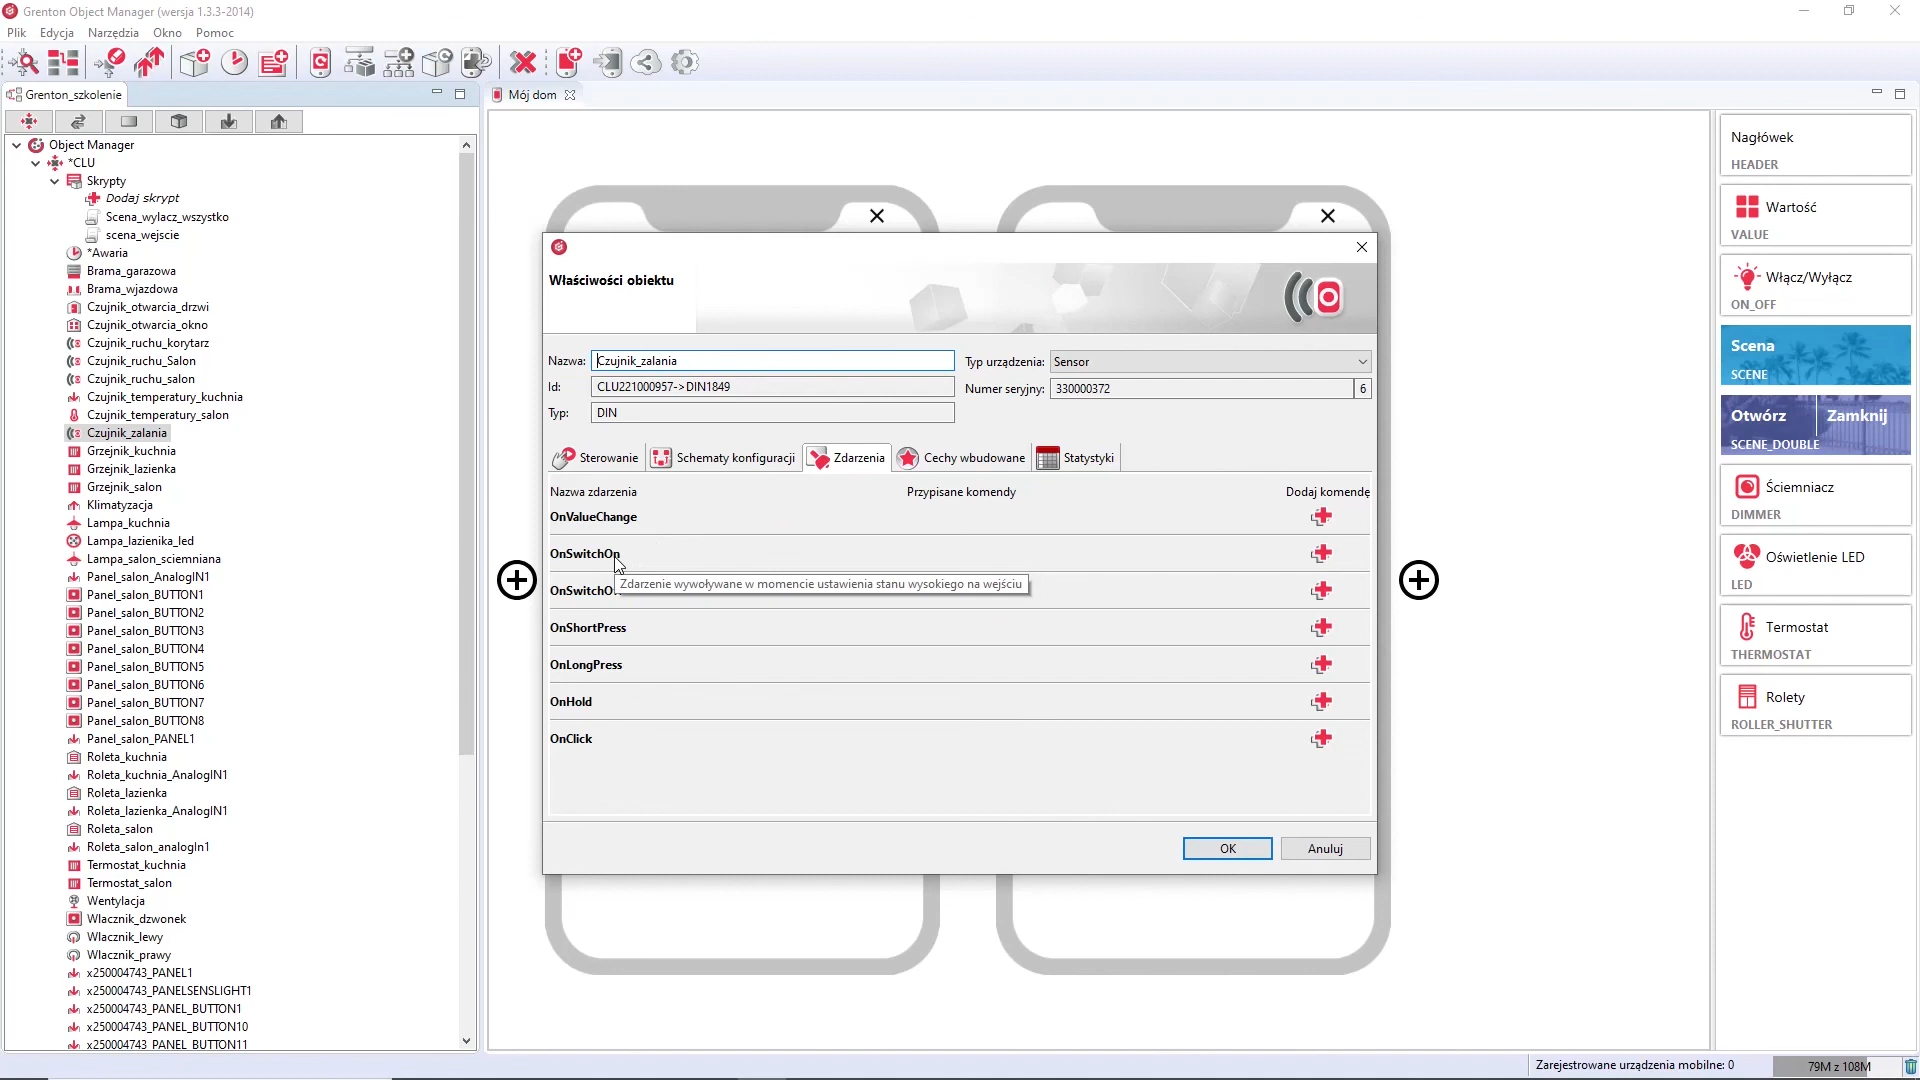 Grenton Object Manager (wersja 1.3.3-2014)
Plik Edycja Narzędzia Okno Pomoc
Grenton_szkolenie
Mój dom
Object Manager
*CLU
Skrypty
Dodaj skrypt
Scena_wylacz_wszystko
scena_wejscie
*Awaria
Brama_garazowa
Brama_wjazdowa
Czujnik_otwarcia_drzwi
Czujnik_otwarcia_okno
Czujnik_ruchu_korytarz
Czujnik_ruchu_Salon
Czujnik_ruchu_salon
Czujnik_temperatury_kuchnia
Czujnik_temperatury_salon
Czujnik_zalania
Grzejnik_kuchnia
Grzejnik_lazienka
Grzejnik_salon
Klimatyzacja
Lampa_kuchnia
Lampa_lazienika_led
Lampa_salon_sciemniana
Panel_salon_AnalogIN1
Panel_salon_BUTTON1
Panel_salon_BUTTON2
Panel_salon_BUTTON3
Panel_salon_BUTTON4
Panel_salon_BUTTON5
Panel_salon_BUTTON6
Panel_salon_BUTTON7
Panel_salon_BUTTON8
Panel_salon_PANEL1
Roleta_kuchnia
Roleta_kuchnia_AnalogIN1
Roleta_lazienka
Roleta_lazienka_AnalogIN1
Roleta_salon
Roleta_salon_analogIn1
Termostat_kuchnia
Termostat_salon
Wentylacja
Wlacznik_dzwonek
Wlacznik_lewy
Wlacznik_prawy
x250004743_PANEL1
x250004743_PANELSENSLIGHT1
x250004743_PANEL_BUTTON1
x250004743_PANEL_BUTTON10
x250004743_PANEL_BUTTON11
Właściwości obiektu
Nazwa: Czujnik_zalania
Typ urządzenia: Sensor
Id: CLU221000957->DIN1849
Numer seryjny: 330000372 6
Typ: DIN
Sterowanie Schematy konfiguracji Zdarzenia Cechy wbudowane Statystyki
Nazwa zdarzenia Przypisane komendy Dodaj komendę
OnValueChange
OnSwitchOn
Zdarzenie wywoływane w momencie ustawienia stanu wysokiego na wejściu
OnShortPress
OnLongPress
OnHold
OnClick
OK Anuluj
Nagłówek
HEADER
Wartość
VALUE
Włącz/Wyłącz
ON_OFF
Scena
SCENE
Otwórz Zamknij
SCENE_DOUBLE
Ściemniacz
DIMMER
Oświetlenie LED
LED
Termostat
THERMOSTAT
Rolety
ROLLER_SHUTTER
Zarejestrowane urządzenia mobilne: 0
79M z 108M